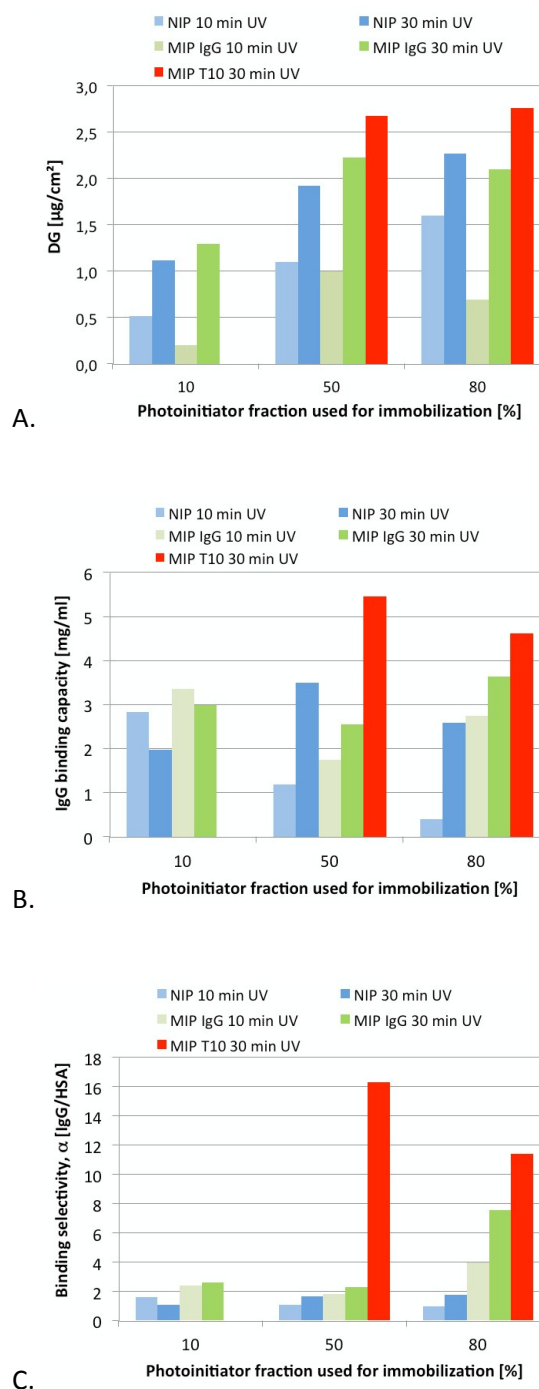 NIP 10 min UV NIP 30 min UV
MIP IgG 10 min UV MIP IgG 30 min UV
MIP T10 30 min UV
3,0
2,5
2,0
1,5
1,0
0,5
0,0
DG [µg/cm²]
10 50 80
Photoinitiator fraction used for immobilization [%]
A.
NIP 10 min UV NIP 30 min UV
MIP IgG 10 min UV MIP IgG 30 min UV
MIP T10 30 min UV
6
5
4
3
2
1
0
IgG binding capacity [mg/ml]
10 50 80
Photoinitiator fraction used for immobilization [%]
B.
NIP 10 min UV NIP 30 min UV
MIP IgG 10 min UV MIP IgG 30 min UV
MIP T10 30 min UV
18
16
14
12
10
8
6
4
2
0
Binding selectivity, α [IgG/HSA]
10 50 80
Photoinitiator fraction used for immobilization [%]
C.